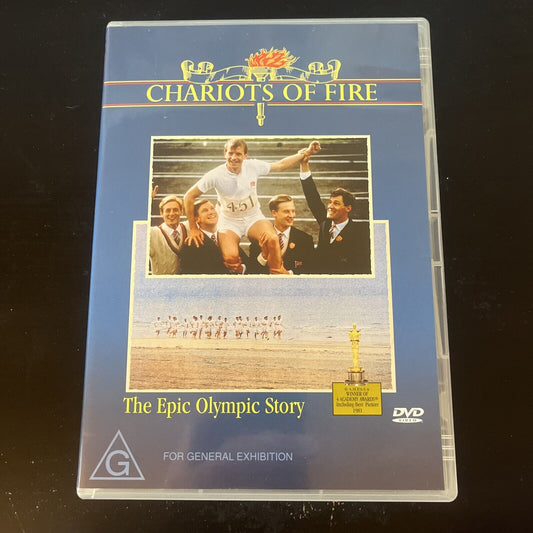 CHARIOTS OF FIRE
451
The Epic Olympic Story
WINNER OF
4 ACADEMY AWARDS
Including Best Picture
1981
DVD
VIDEO
G
FOR GENERAL EXHIBITION